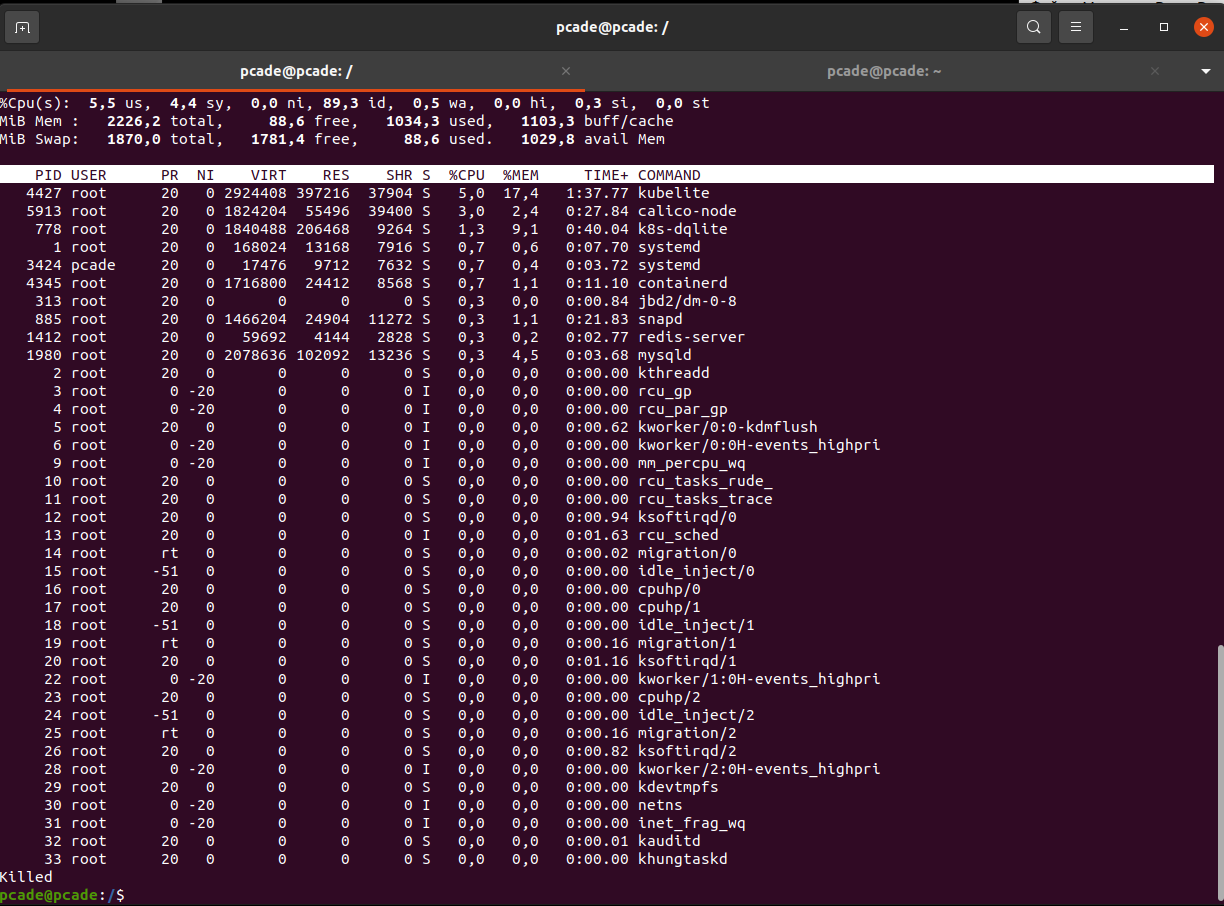 pcade@pcade: /
pcade@pcade: /
pcade@pcade: ~
%Cpu(s):  5,5 us,  4,4 sy,  0,0 ni, 89,3 id,  0,5 wa,  0,0 hi,  0,3 si,  0,0 st
MiB Mem :   2226,2 total,     88,6 free,   1034,3 used,   1103,3 buff/cache
MiB Swap:   1870,0 total,   1781,4 free,     88,6 used.   1029,8 avail Mem
PID USER      PR  NI    VIRT    RES    SHR S  %CPU  %MEM     TIME+ COMMAND
4427 root      20   0 2924408 397216  37904 S   5,0  17,4   1:37.77 kubelite
5913 root      20   0 1824204  55496  39400 S   3,0   2,4   0:27.84 calico-node
778 root      20   0 1840488 206468   9264 S   1,3   9,1   0:40.04 k8s-dqlite
1 root      20   0  168024  13168   7916 S   0,7   0,6   0:07.70 systemd
3424 pcade     20   0   17476   9712   7632 S   0,7   0,4   0:03.72 systemd
4345 root      20   0 1716800  24412   8568 S   0,7   1,1   0:11.10 containerd
313 root      20   0       0      0      0 S   0,3   0,0   0:00.84 jbd2/dm-0-8
885 root      20   0 1466204  24904  11272 S   0,3   1,1   0:21.83 snapd
1412 root      20   0   59692   4144   2828 S   0,3   0,2   0:02.77 redis-server
1980 root      20   0 2078636 102092  13236 S   0,3   4,5   0:03.68 mysqld
2 root      20   0       0      0      0 S   0,0   0,0   0:00.00 kthreadd
3 root       0 -20       0      0      0 I   0,0   0,0   0:00.00 rcu_gp
4 root       0 -20       0      0      0 I   0,0   0,0   0:00.00 rcu_par_gp
5 root      20   0       0      0      0 I   0,0   0,0   0:00.62 kworker/0:0-kdmflush
6 root       0 -20       0      0      0 I   0,0   0,0   0:00.00 kworker/0:0H-events_highpri
9 root       0 -20       0      0      0 I   0,0   0,0   0:00.00 mm_percpu_wq
10 root      20   0       0      0      0 S   0,0   0,0   0:00.00 rcu_tasks_rude_
11 root      20   0       0      0      0 S   0,0   0,0   0:00.00 rcu_tasks_trace
12 root      20   0       0      0      0 S   0,0   0,0   0:00.94 ksoftirqd/0
13 root      20   0       0      0      0 I   0,0   0,0   0:01.63 rcu_sched
14 root      rt   0       0      0      0 S   0,0   0,0   0:00.02 migration/0
15 root     -51   0       0      0      0 S   0,0   0,0   0:00.00 idle_inject/0
16 root      20   0       0      0      0 S   0,0   0,0   0:00.00 cpuhp/0
17 root      20   0       0      0      0 S   0,0   0,0   0:00.00 cpuhp/1
18 root     -51   0       0      0      0 S   0,0   0,0   0:00.00 idle_inject/1
19 root      rt   0       0      0      0 S   0,0   0,0   0:00.16 migration/1
20 root      20   0       0      0      0 S   0,0   0,0   0:01.16 ksoftirqd/1
22 root       0 -20       0      0      0 I   0,0   0,0   0:00.00 kworker/1:0H-events_highpri
23 root      20   0       0      0      0 S   0,0   0,0   0:00.00 cpuhp/2
24 root     -51   0       0      0      0 S   0,0   0,0   0:00.00 idle_inject/2
25 root      rt   0       0      0      0 S   0,0   0,0   0:00.16 migration/2
26 root      20   0       0      0      0 S   0,0   0,0   0:00.82 ksoftirqd/2
28 root       0 -20       0      0      0 I   0,0   0,0   0:00.00 kworker/2:0H-events_highpri
29 root      20   0       0      0      0 S   0,0   0,0   0:00.00 kdevtmpfs
30 root       0 -20       0      0      0 I   0,0   0,0   0:00.00 netns
31 root       0 -20       0      0      0 I   0,0   0,0   0:00.00 inet_frag_wq
32 root      20   0       0      0      0 S   0,0   0,0   0:00.01 kauditd
33 root      20   0       0      0      0 S   0,0   0,0   0:00.00 khungtaskd
Killed
pcade@pcade:/$